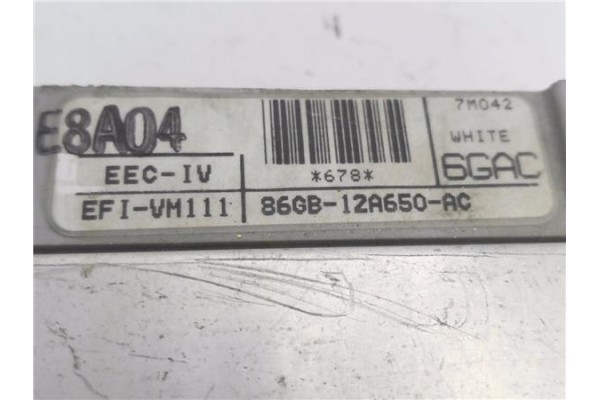 E8A04
7M042
WHITE
EEC-IV
*678*
6GAC
EFI-VM111
86GB-12A650-AC